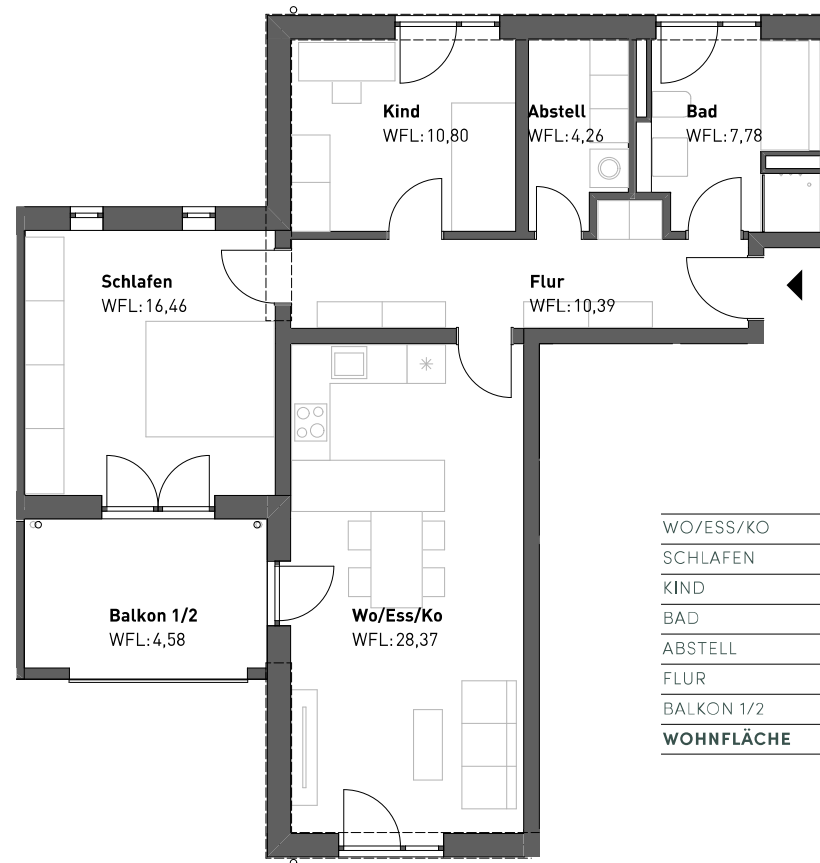 Kind
WFL: 10,80
Abstell
WFL: 4,26
Bad
WFL: 7,78
Schlafen
WFL: 16,46
Flur
WFL: 10,39
Balkon 1/2
WFL: 4,58
Wo/Ess/Ko
WFL: 28,37
WO/ESS/KO
SCHLAFEN
KIND
BAD
ABSTELL
FLUR
BALKON 1/2
WOHNFLÄCHE